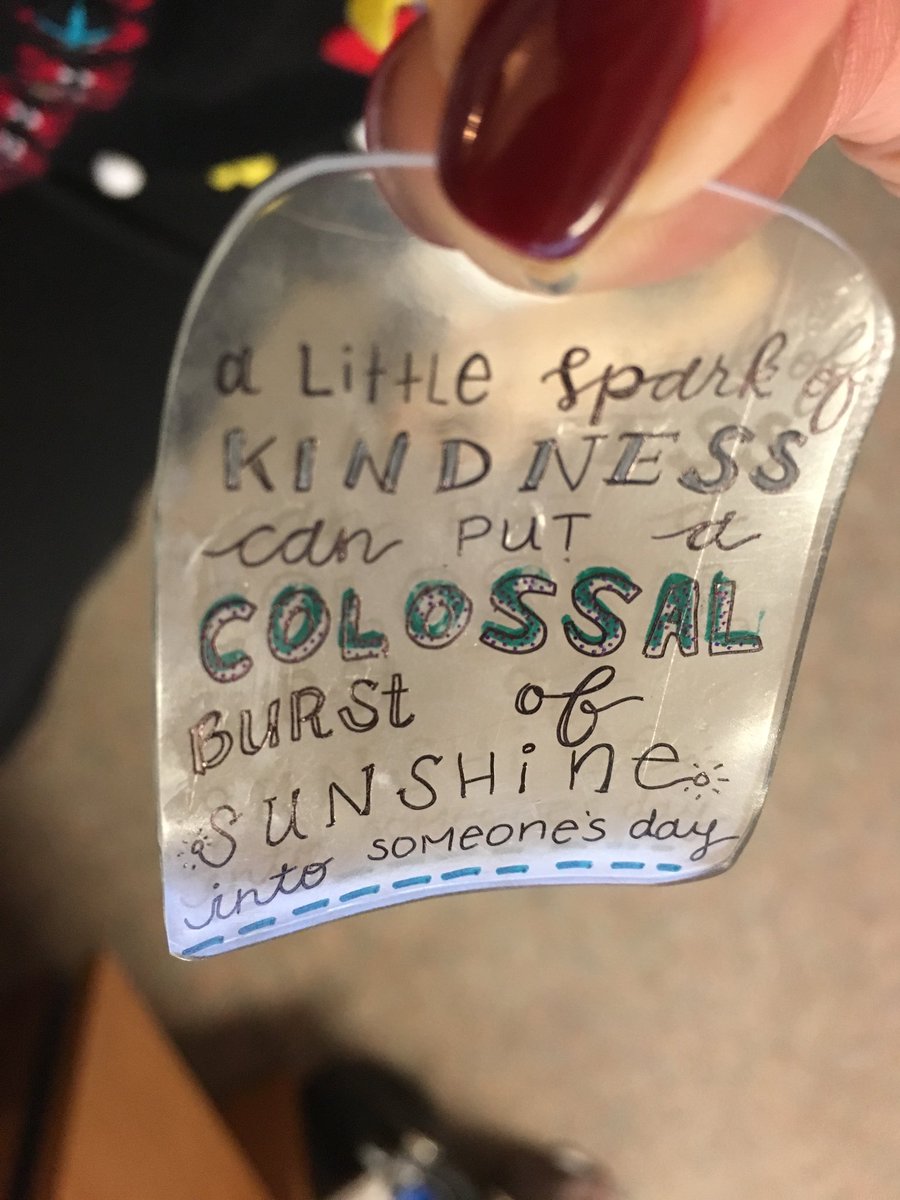 a LittLe spark of
KINDNESS
can PUT a
COLOSSAL
BURSt of
SUNSHiNe
into someone's day